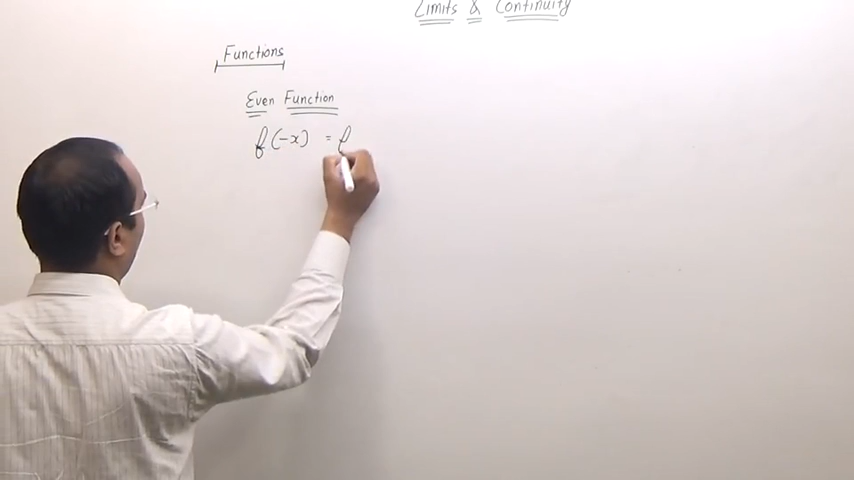 Limits & Continuity
Functions
Even Function
f(-x) = f